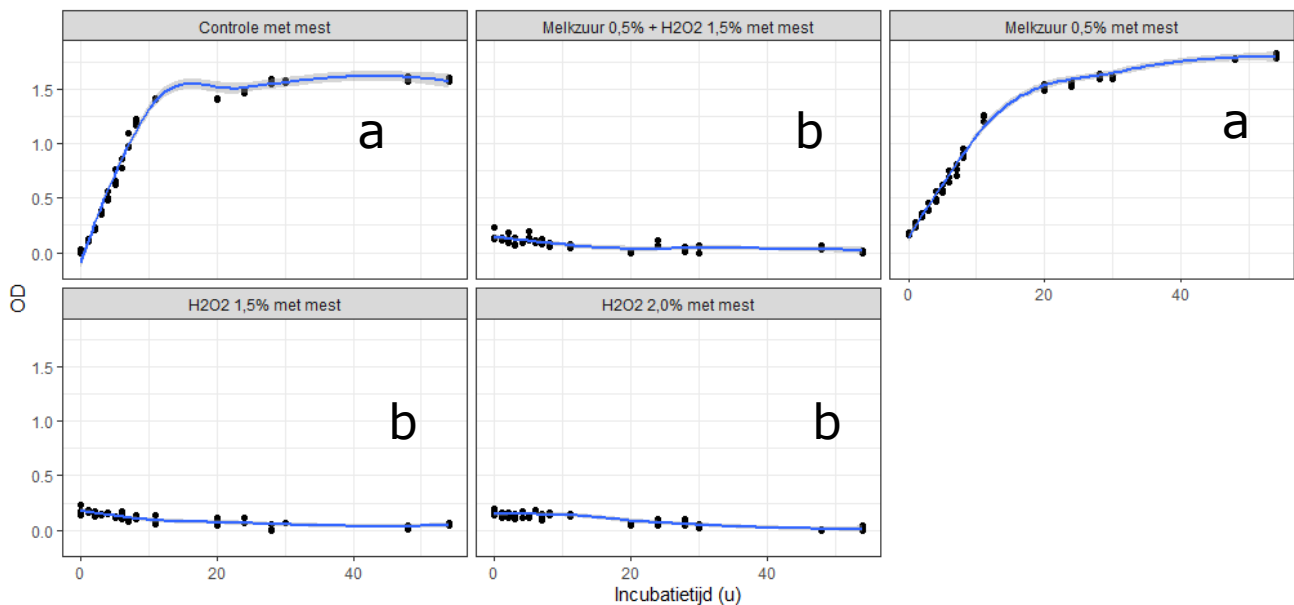 Controle met mest
Melkzuur 0,5% + H2O2 1,5% met mest
Melkzuur 0,5% met mest
a
b
a
1.5
1.0
0.5
0.0
0 20 40
H2O2 1,5% met mest
H2O2 2,0% met mest
b
b
1.5
1.0
0.5
0.0
0 20 40
0 20 40
OD
Incubatietijd (u)